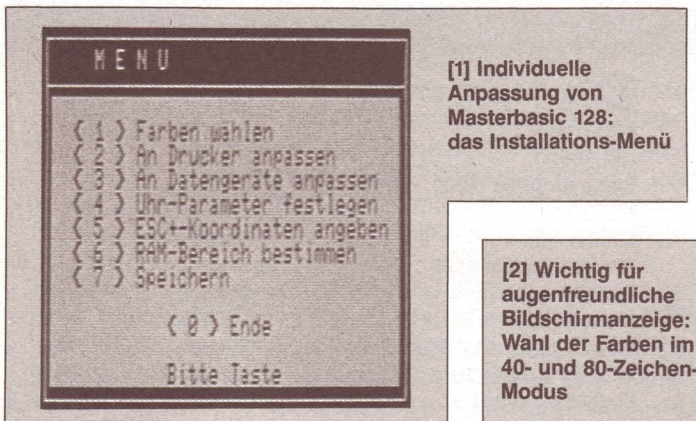 M E N U
( 1 ) Farben wählen
( 2 ) An Drucker anpassen
( 3 ) An Datengeräte anpassen
( 4 ) Uhr-Parameter festlegen
( 5 ) ESC+-Koordinaten angeben
( 6 ) RAM-Bereich bestimmen
( 7 ) Speichern
( 0 ) Ende
Bitte Taste
[1] Individuelle
Anpassung von
Masterbasic 128:
das Installations-Menü
[2] Wichtig für
augenfreundliche
Bildschirmanzeige:
Wahl der Farben im
40- und 80-Zeichen-
Modus